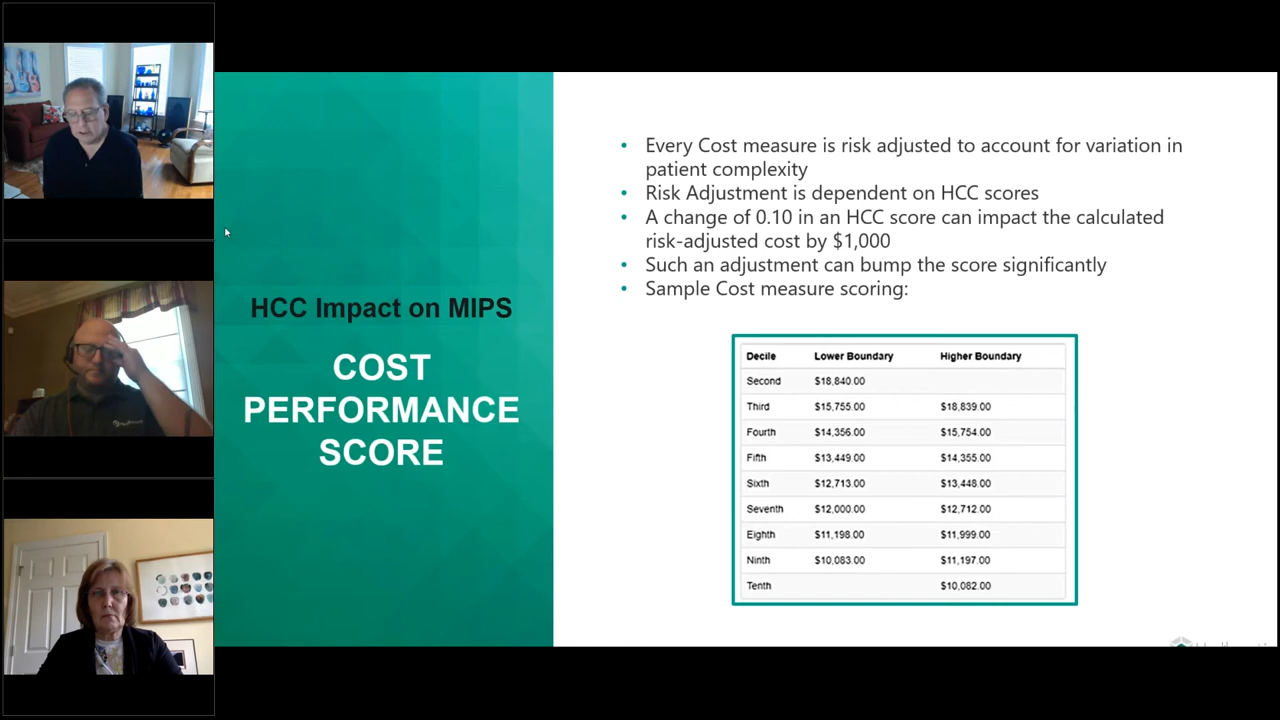 HCC Impact on MIPS
COST
PERFORMANCE
SCORE
• Every Cost measure is risk adjusted to account for variation in
patient complexity
• Risk Adjustment is dependent on HCC scores
• A change of 0.10 in an HCC score can impact the calculated
risk-adjusted cost by $1,000
• Such an adjustment can bump the score significantly
• Sample Cost measure scoring:
Decile Lower Boundary Higher Boundary
Second $18,840.00
Third $15,755.00 $18,839.00
Fourth $14,356.00 $15,754.00
Fifth $13,449.00 $14,355.00
Sixth $12,713.00 $13,448.00
Seventh $12,000.00 $12,712.00
Eighth $11,198.00 $11,999.00
Ninth $10,083.00 $11,197.00
Tenth $10,082.00